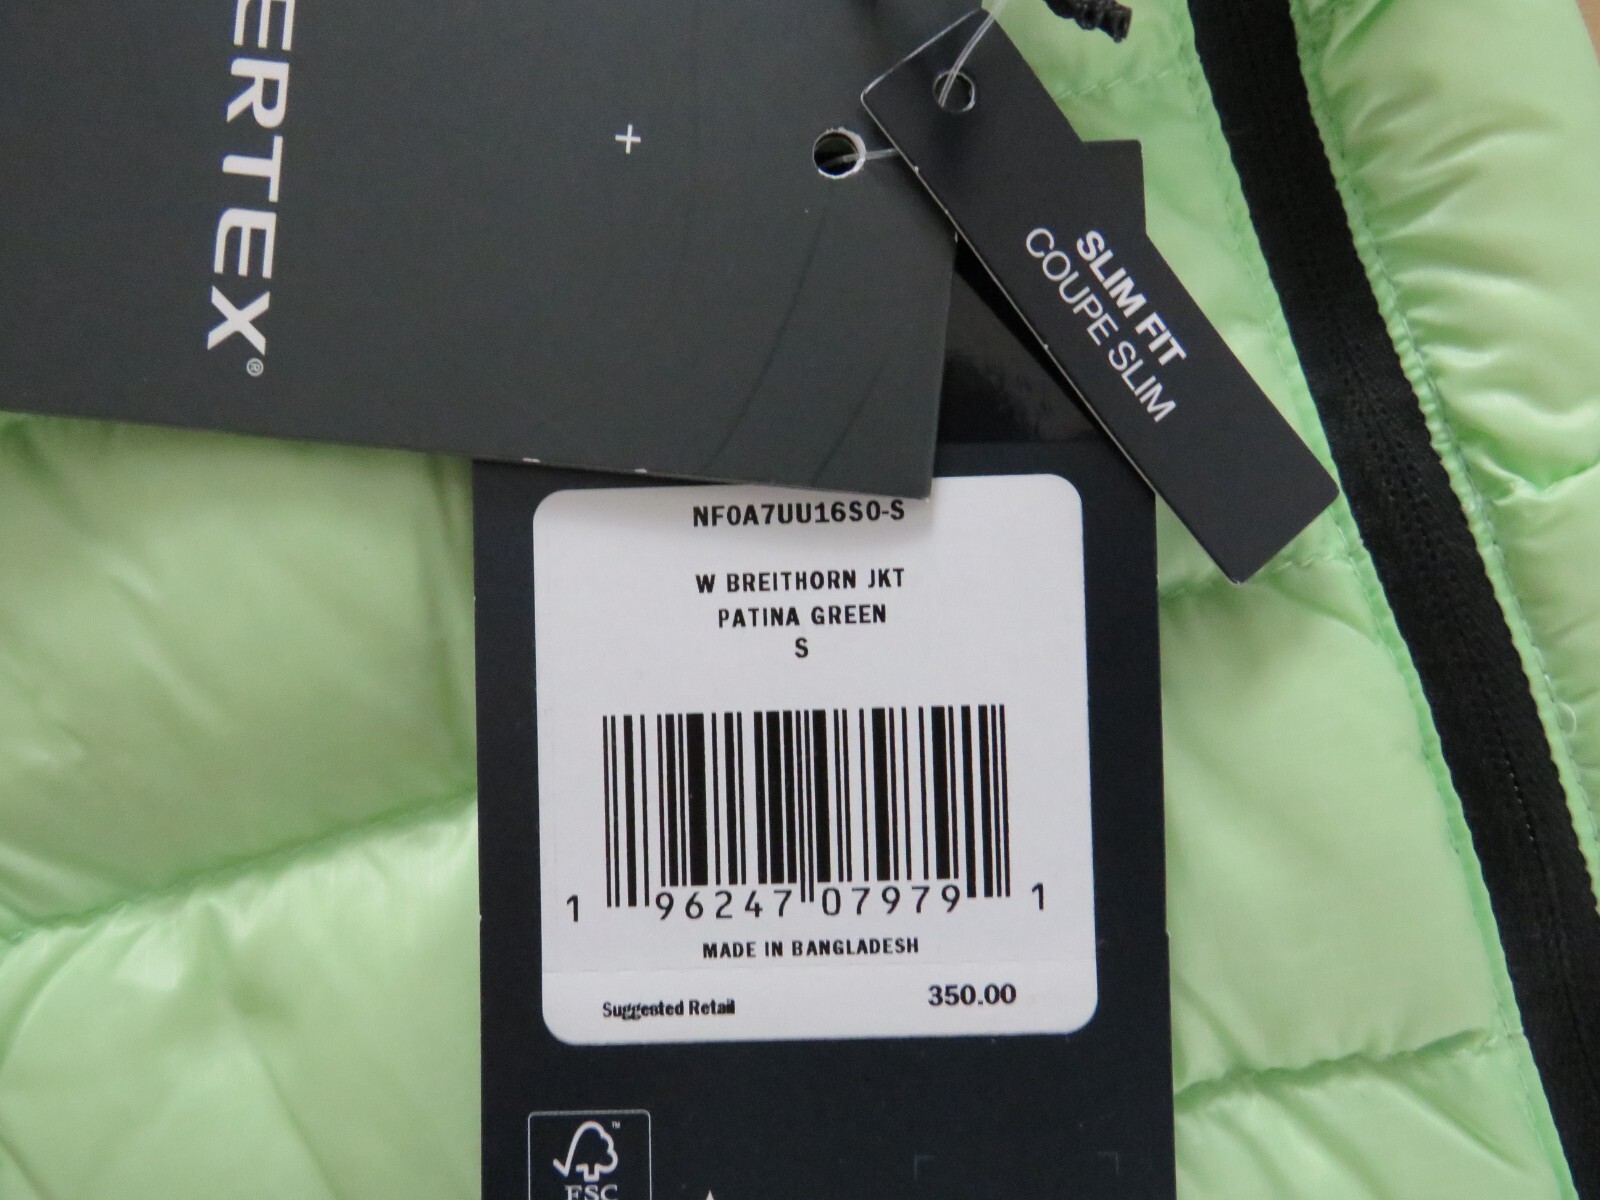 ERTEX®
+
SLIM FIT
COUPE SLIM
NF0A7UU16S0-S
W BREITHORN JKT
PATINA GREEN
S
1 96247 07979 1
MADE IN BANGLADESH
Suggested Retail 350.00
FSC